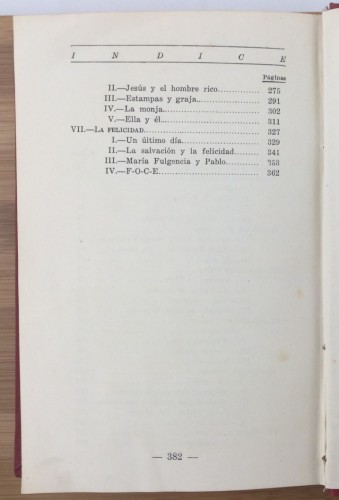 I N D I C E
Páginas
II.—Jesús y el hombre rico............... 275
III.—Estampas y graja..................... 291
IV.—La monja............................ 302
V.—Ella y él............................. 311
VII.—LA FELICIDAD.............................. 327
I.—Un último día........................ 329
II.—La salvación y la felicidad......... 341
III.—María Fulgencia y Pablo............ 353
IV.—F-O-C-E............................. 362
— 382 —